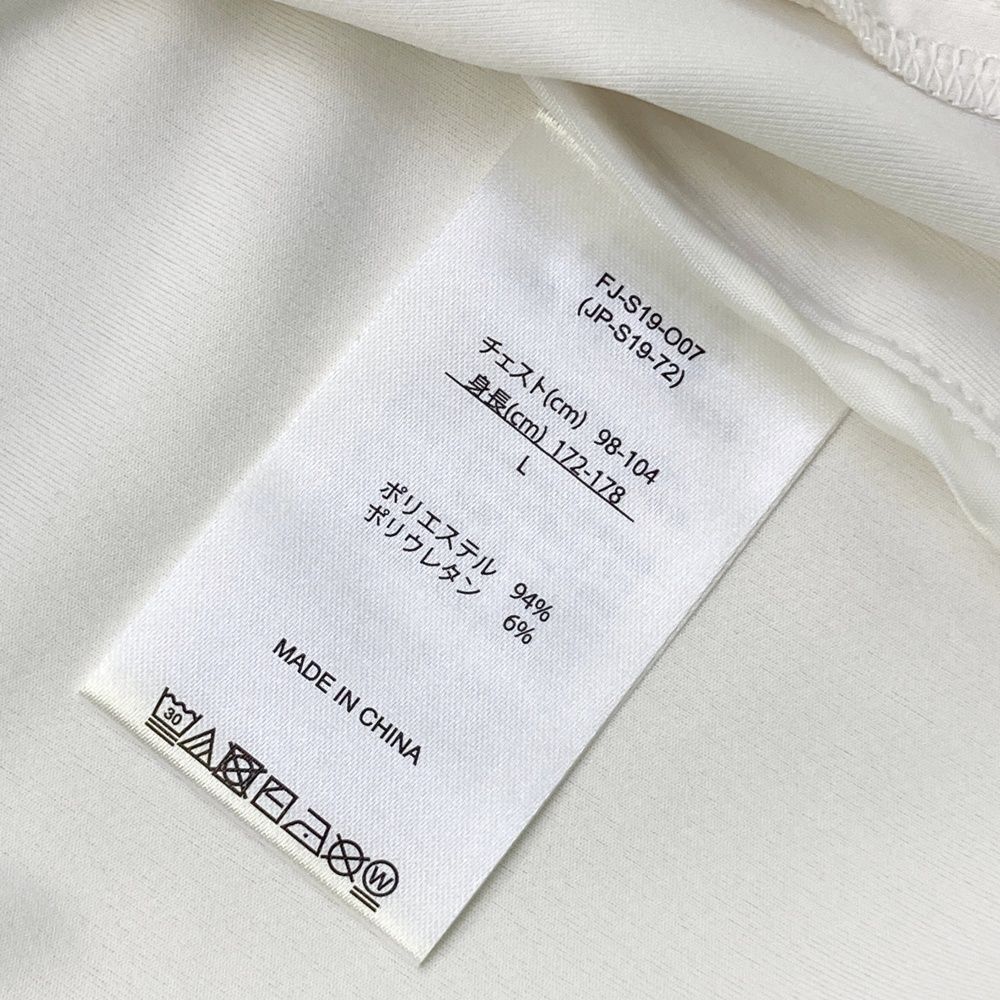 FJ-S19-O07
(JP-S19-72)
チェスト(cm) 98-104
身長(cm) 172-178
L
ポリエステル 94%
ポリウレタン 6%
MADE IN CHINA
30
W